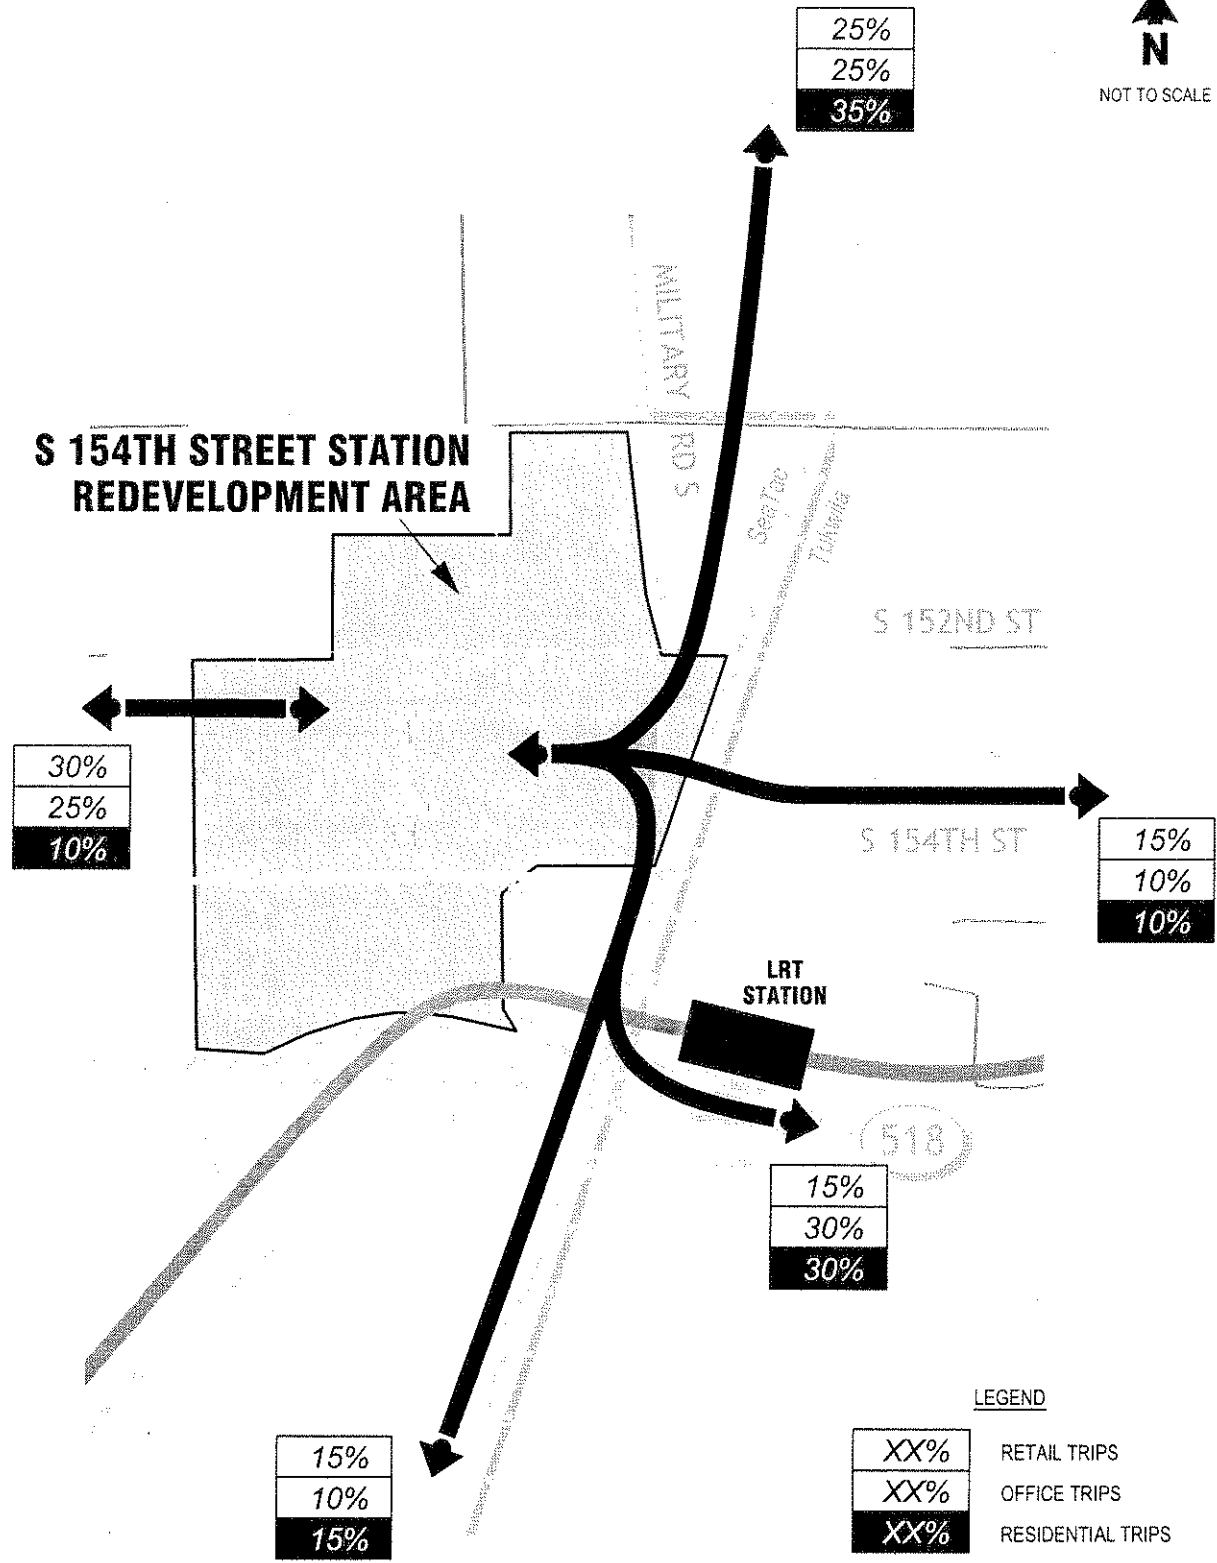 25%
25%
35%
N
NOT TO SCALE
MILITARY RD S
S 154TH STREET STATION
REDEVELOPMENT AREA
SeaTac
Tukwila
S 152ND ST
30%
25%
10%
S 154TH ST
15%
10%
10%
LRT
STATION
518
15%
30%
30%
LEGEND
15%
10%
15%
XX% RETAIL TRIPS
XX% OFFICE TRIPS
XX% RESIDENTIAL TRIPS